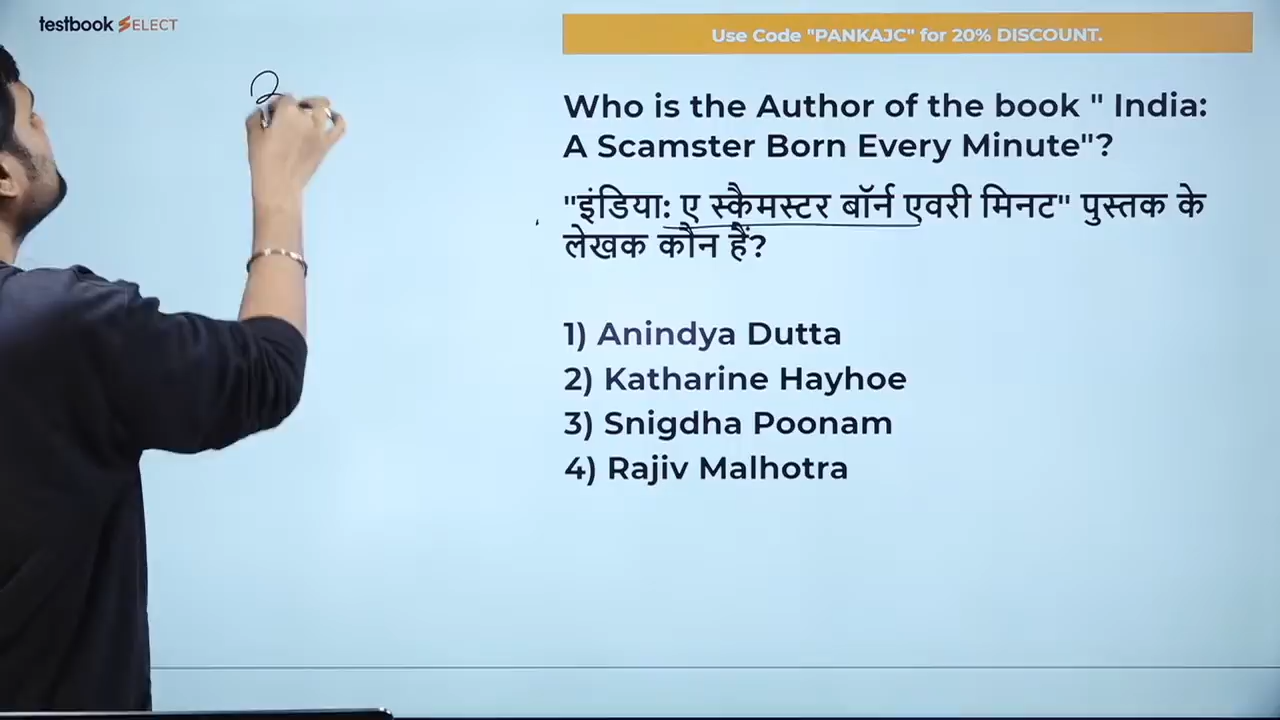 testbook SELECT
Use Code "PANKAJC" for 20% DISCOUNT.
Who is the Author of the book " India:
A Scamster Born Every Minute"?
"इंडिया: ए स्कैमस्टर बॉर्न एवरी मिनट" पुस्तक के
लेखक कौन हैं?
1) Anindya Dutta
2) Katharine Hayhoe
3) Snigdha Poonam
4) Rajiv Malhotra